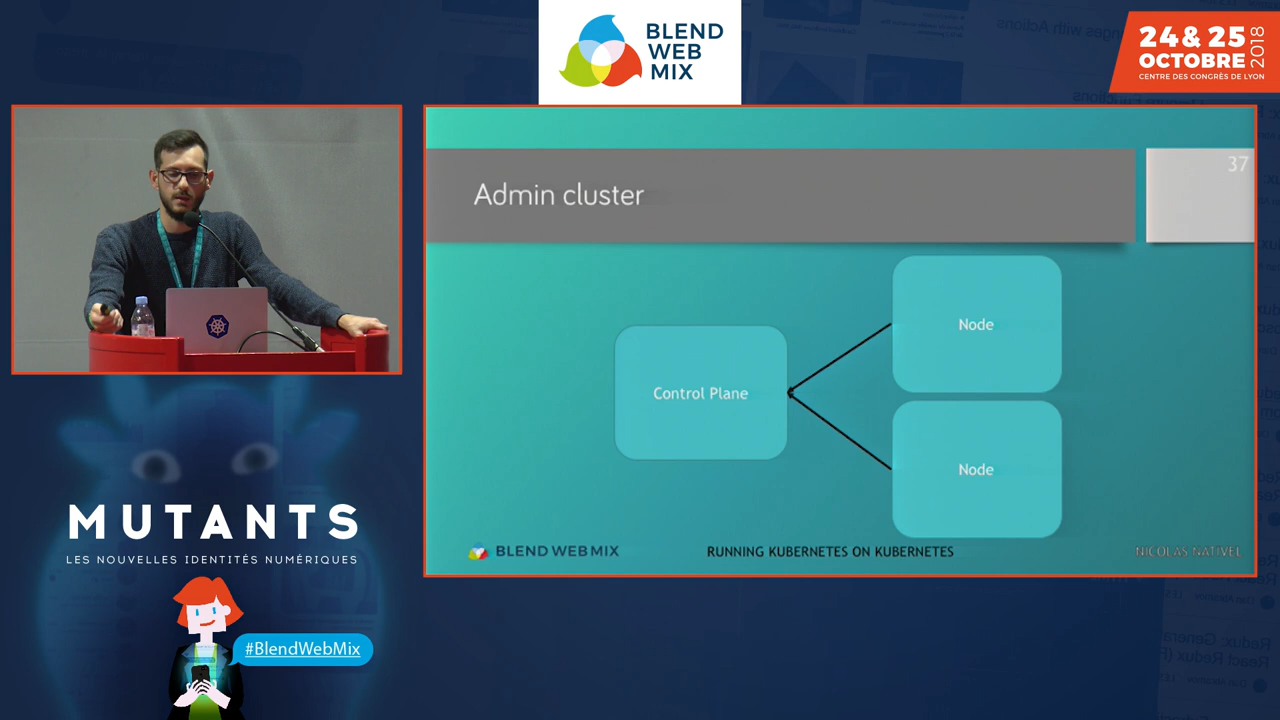 BLEND
WEB
MIX
24 & 25
OCTOBRE
2018
CENTRE DES CONGRÈS DE LYON
Admin cluster
37
Control Plane
Node
Node
BLEND WEB MIX
RUNNING KUBERNETES ON KUBERNETES
NICOLAS NATIVEL
MUTANTS
LES NOUVELLES IDENTITÉS NUMÉRIQUES
#BlendWebMix